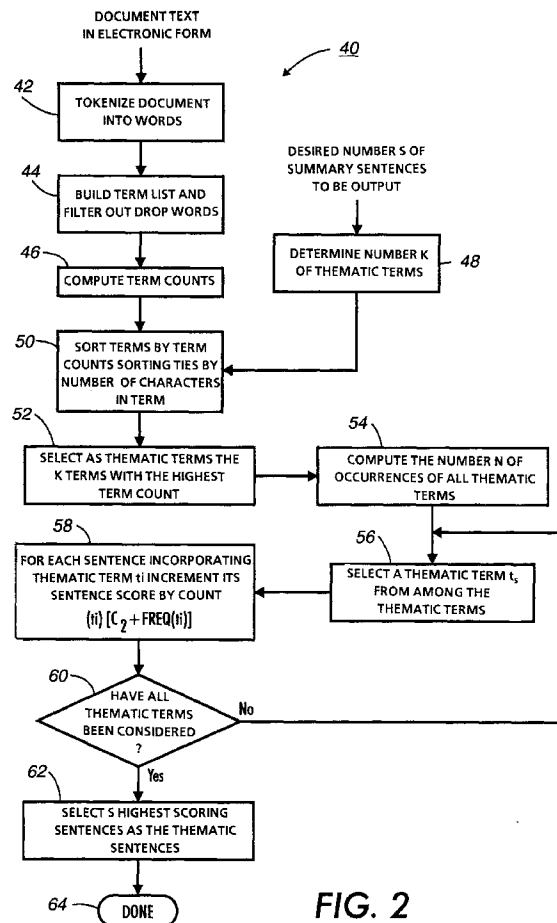 DOCUMENT TEXT
IN ELECTRONIC FORM
40
42
TOKENIZE DOCUMENT
INTO WORDS
44
BUILD TERM LIST AND
FILTER OUT DROP WORDS
DESIRED NUMBER S OF
SUMMARY SENTENCES
TO BE OUTPUT
46
COMPUTE TERM COUNTS
DETERMINE NUMBER K
OF THEMATIC TERMS
48
50
SORT TERMS BY TERM
COUNTS SORTING TIES BY
NUMBER OF CHARACTERS
IN TERM
52
SELECT AS THEMATIC TERMS THE
K TERMS WITH THE HIGHEST
TERM COUNT
54
COMPUTE THE NUMBER N OF
OCCURRENCES OF ALL THEMATIC
TERMS
56
SELECT A THEMATIC TERM ts
FROM AMONG THE
THEMATIC TERMS
58
FOR EACH SENTENCE INCORPORATING
THEMATIC TERM ti INCREMENT ITS
SENTENCE SCORE BY COUNT
(ti) [C2 + FREQ(ti)]
60
HAVE ALL
THEMATIC TERMS
BEEN CONSIDERED
?
No
Yes
62
SELECT S HIGHEST SCORING
SENTENCES AS THE THEMATIC
SENTENCES
64
DONE
FIG. 2